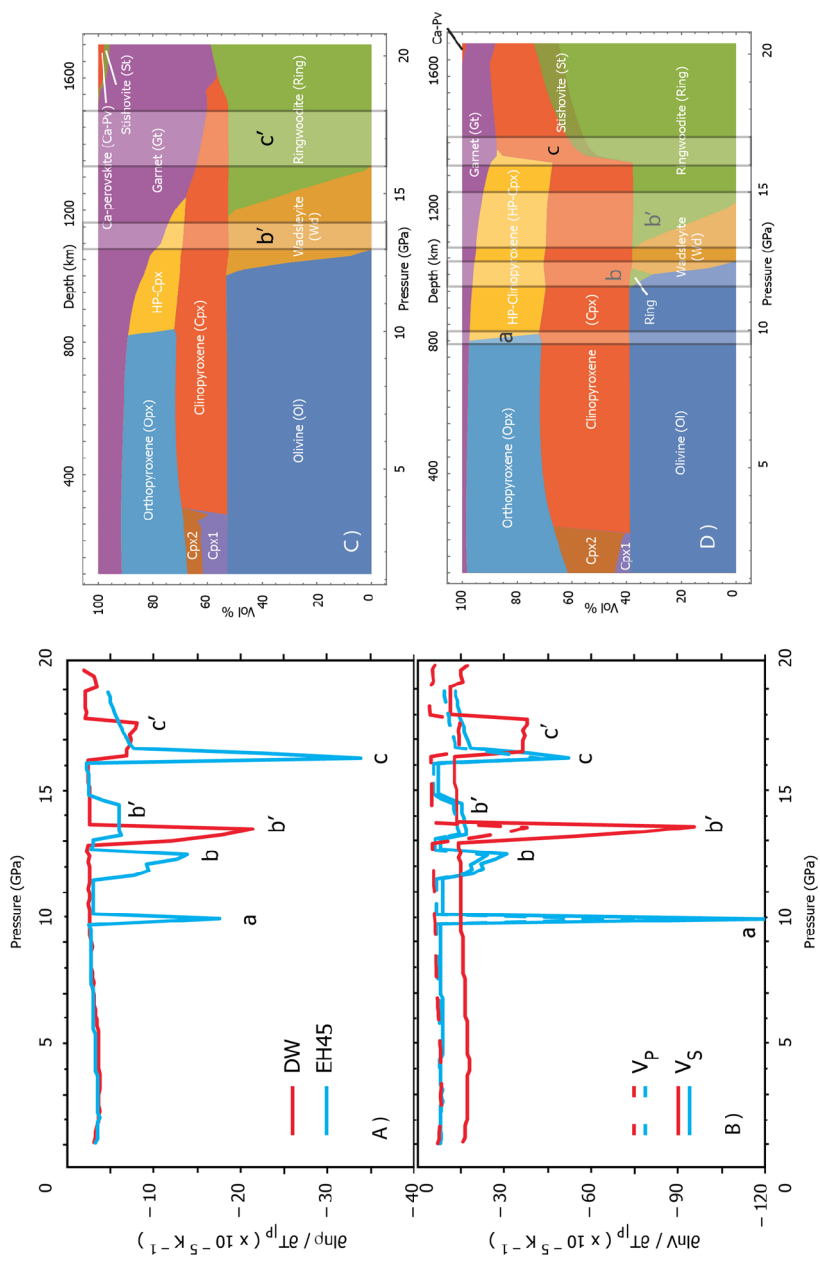 Pressure (GPa)
5
10
15
20
0
– 10
– 20
– 30
– 40
∂lnρ / ∂T|P ( x 10 – 5 K – 1 )
DW
EH45
A )
a
b
b’
b’
c
c’
0
– 30
– 60
– 90
– 120
∂lnV / ∂T|P ( x 10 – 5 K – 1 )
VP
VS
B )
a
b
b’
b’
c
c’
5
10
15
20
Pressure (GPa)
400
800
Depth (km)
1200
1600
100
80
60
40
20
0
Vol %
Ca-perovskite (Ca-Pv)
Stishovite (St)
Garnet (Gt)
Orthopyroxene (Opx)
HP-Cpx
Cpx2
Cpx1
Clinopyroxene (Cpx)
Olivine (Ol)
Wadsleyite
(Wd)
Ringwoodite (Ring)
b’
c’
C )
5
10
Pressure (GPa)
15
20
Ca-Pv
400
800
Depth (km)
1200
1600
100
80
60
40
20
0
Vol %
Garnet (Gt)
Orthopyroxene (Opx)
HP-Clinopyroxene (HP-Cpx)
Stishovite (St)
Cpx2
Cpx1
Clinopyroxene
(Cpx)
Olivine (Ol)
Ring
Wadsleyite
(Wd)
Ringwoodite (Ring)
a
b
b’
c
D )
5
10
Pressure (GPa)
15
20